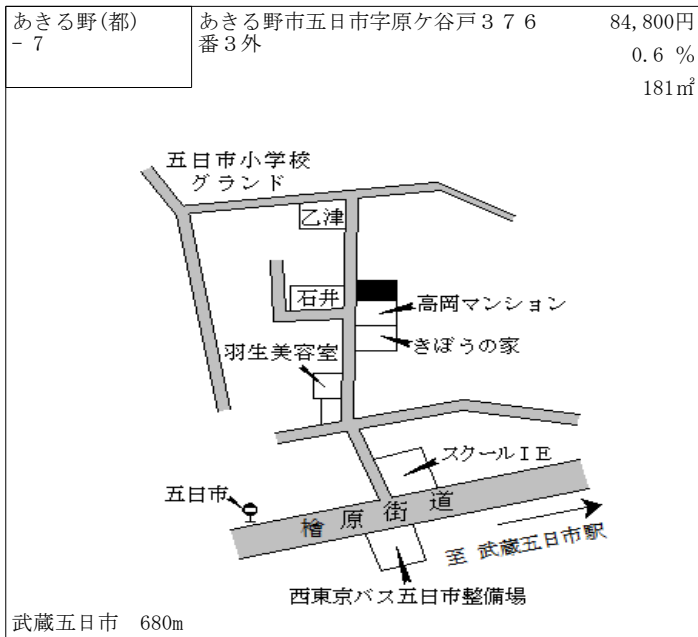 あきる野(都)
－７
あきる野市五日市字原ケ谷戸３７６
番３外
84,800円
0.6 %
181㎡
五日市小学校
グランド
乙津
石井
高岡マンション
きぼうの家
羽生美容室
スクールＩＥ
五日市
檜原街道
至 武蔵五日市駅
西東京バス五日市整備場
武蔵五日市　680m